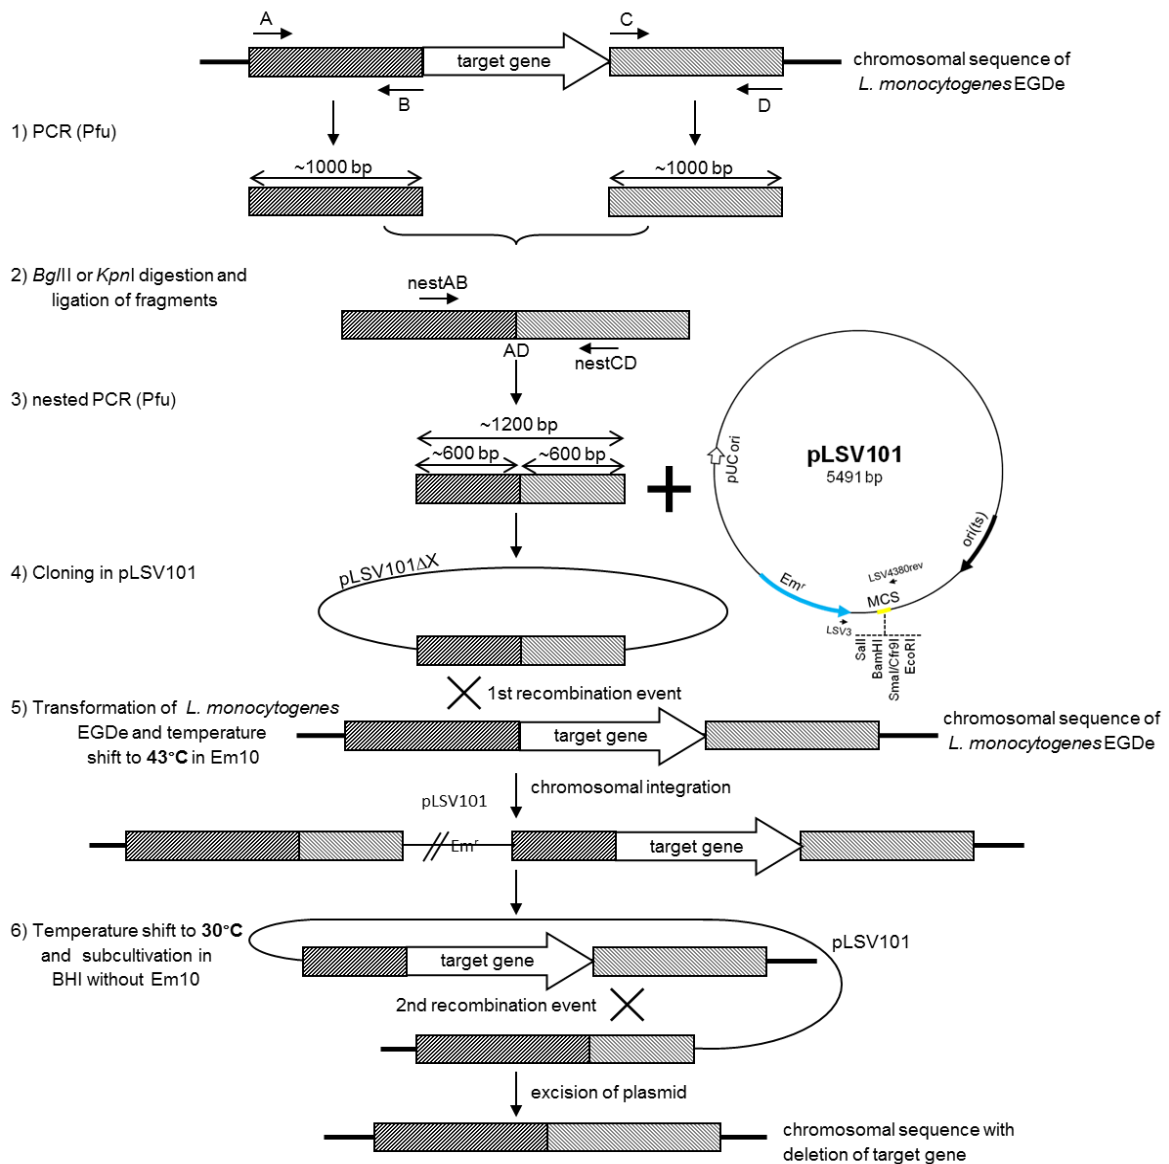 A
C
target gene
chromosomal sequence of
L. monocytogenes EGDe
B
D
1) PCR (Pfu)
~1000 bp
~1000 bp
2) BglII or KpnI digestion and
ligation of fragments
nestAB
AD
nestCD
3) nested PCR (Pfu)
~1200 bp
~600 bp
~600 bp
+
pUC ori
pLSV101
5491 bp
ori(ts)
Emr
LSV4380rev
MCS
LSV3
SalI
BamHI
SmaI/Cfr9I
EcoRI
4) Cloning in pLSV101
pLSV101ΔX
1st recombination event
5) Transformation of L. monocytogenes
EGDe and temperature
shift to 43°C in Em10
target gene
chromosomal sequence of
L. monocytogenes EGDe
chromosomal integration
pLSV101
Emr
target gene
6) Temperature shift to 30°C
and subcultivation in
BHI without Em10
pLSV101
target gene
2nd recombination event
excision of plasmid
chromosomal sequence with
deletion of target gene